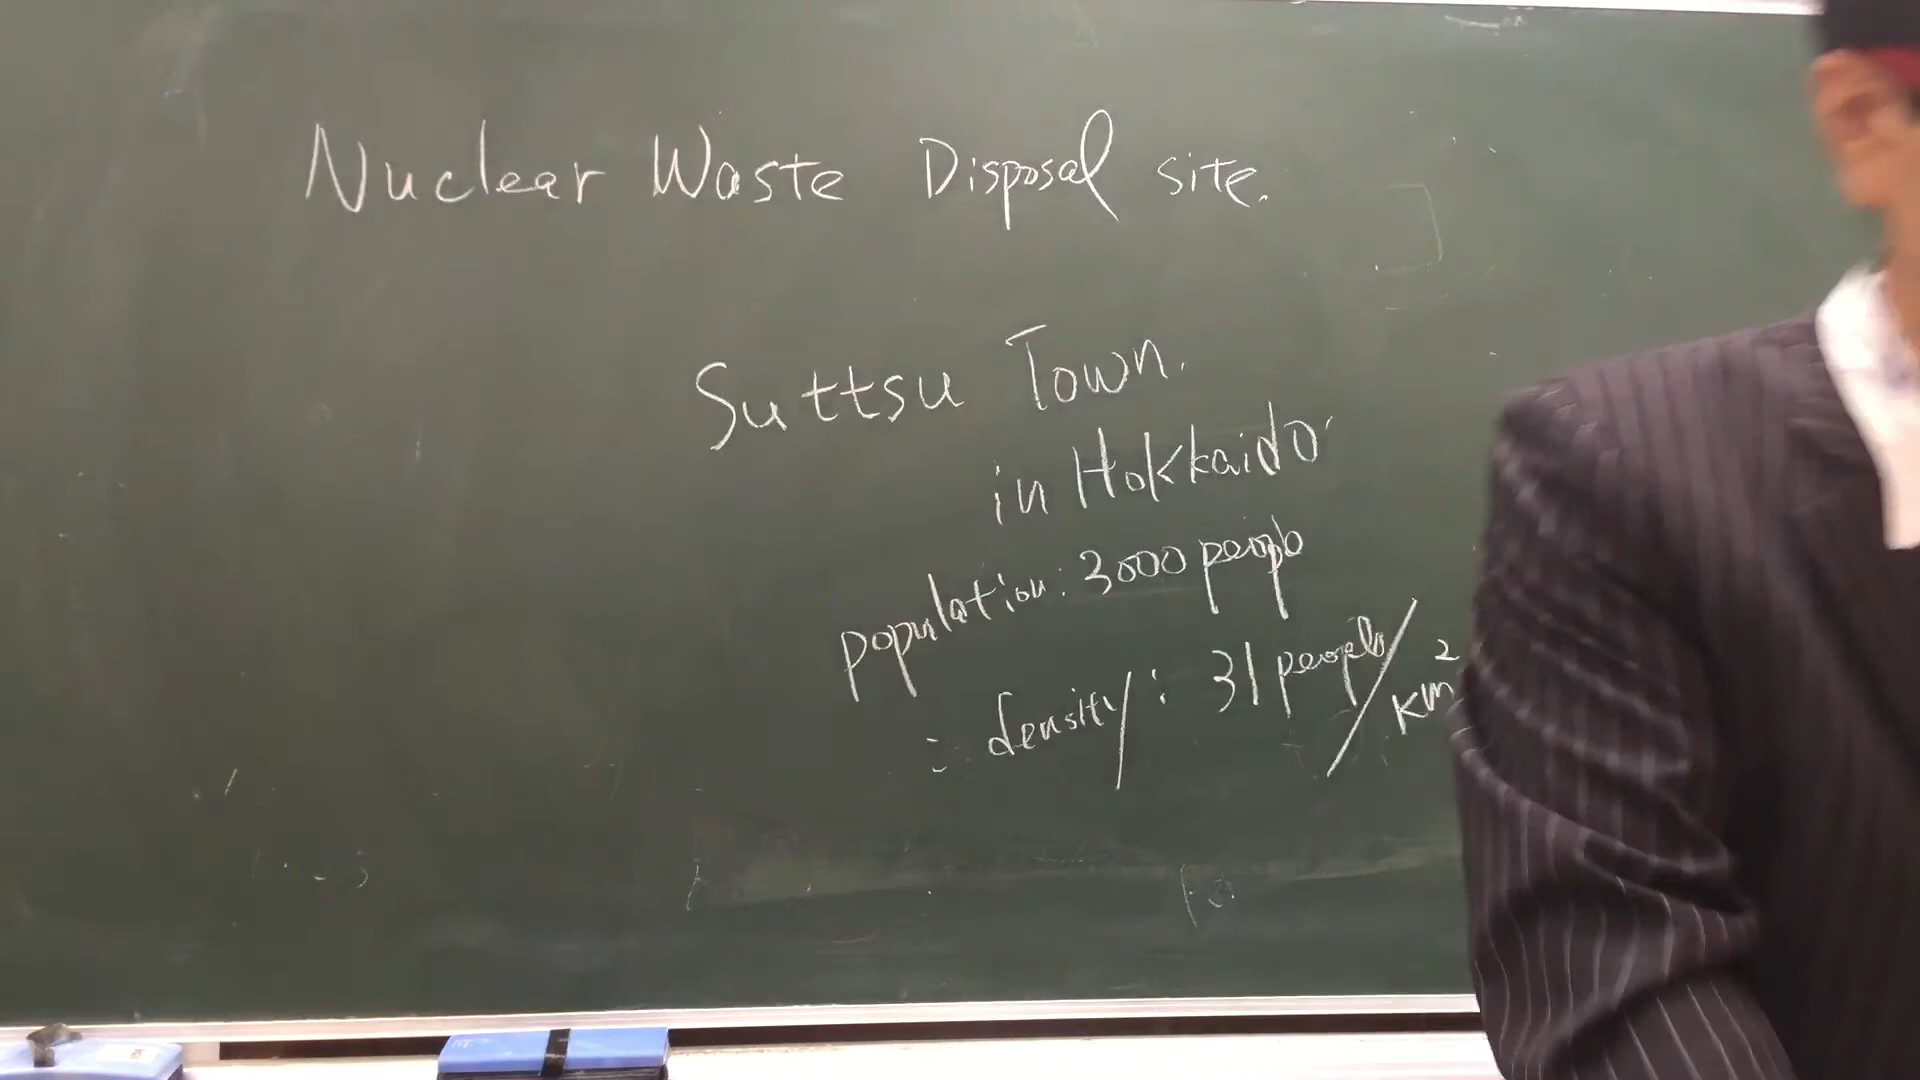 Nuclear Waste Disposal site.
Suttsu Town.
in Hokkaido
population: 3000 people
〃 density: 31 people/km²